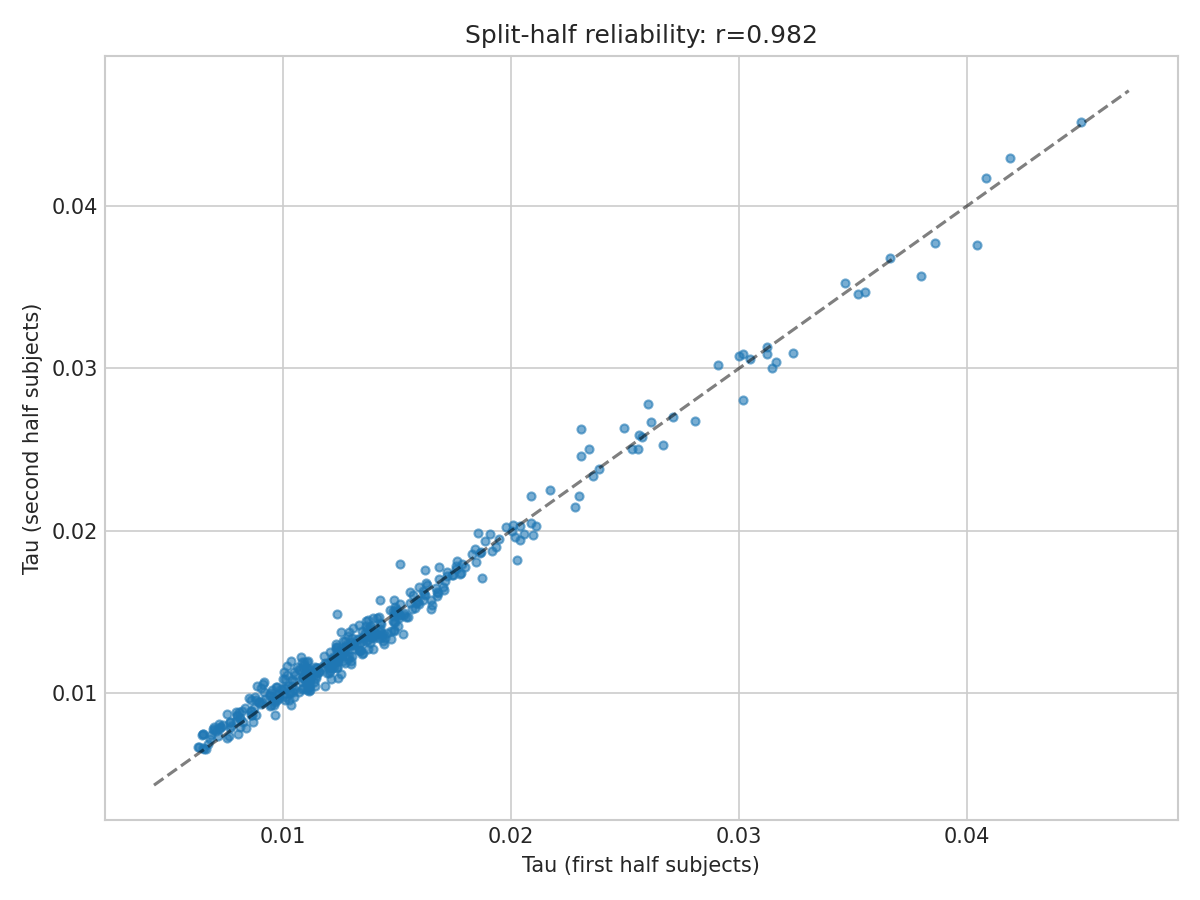 Split-half reliability: r=0.982
Tau (second half subjects)
0.04
0.03
0.02
0.01
0.01 0.02 0.03 0.04
Tau (first half subjects)